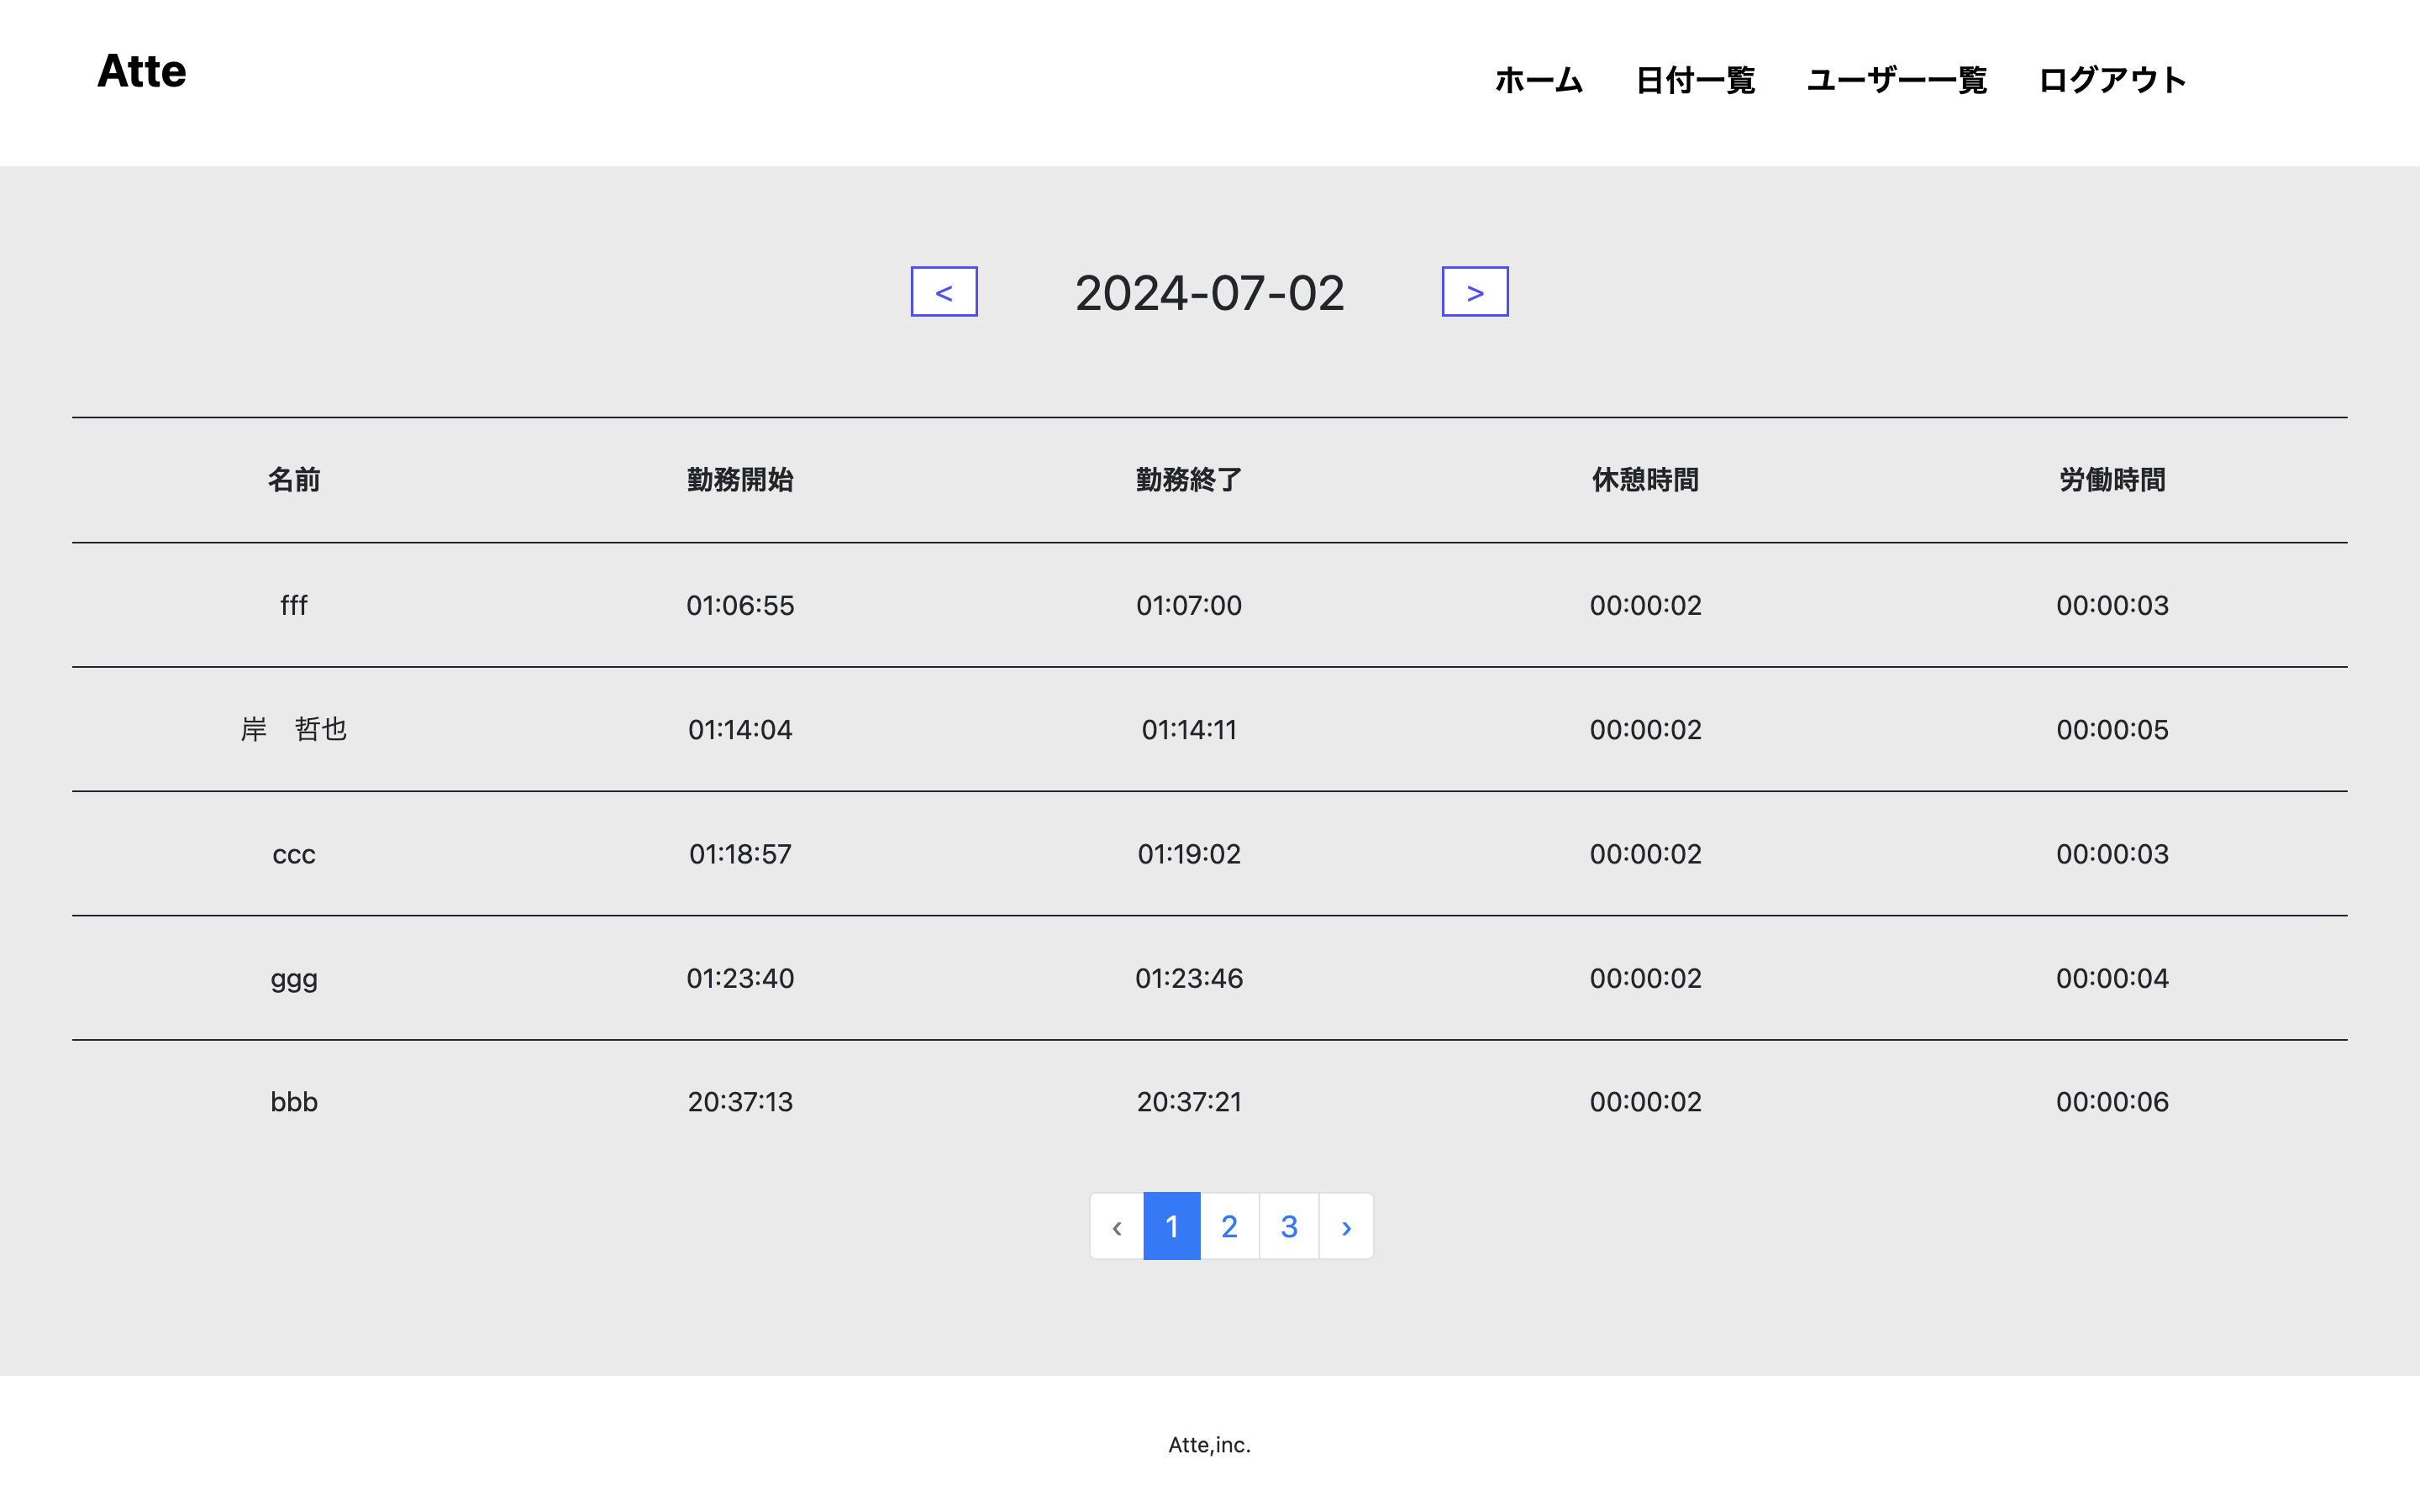 Atte
ホーム 日付一覧 ユーザー一覧 ログアウト
< 2024-07-02 >
名前 勤務開始 勤務終了 休憩時間 労働時間
fff 01:06:55 01:07:00 00:00:02 00:00:03
岸　哲也 01:14:04 01:14:11 00:00:02 00:00:05
ccc 01:18:57 01:19:02 00:00:02 00:00:03
ggg 01:23:40 01:23:46 00:00:02 00:00:04
bbb 20:37:13 20:37:21 00:00:02 00:00:06
‹ 1 2 3 ›
Atte,inc.